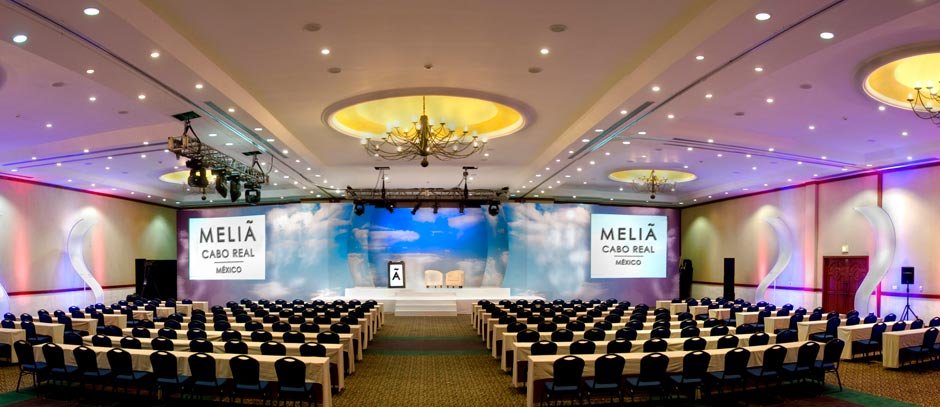 MELIÃ
CABO REAL
MÉXICO
Ã
MELIÃ
CABO REAL
MÉXICO